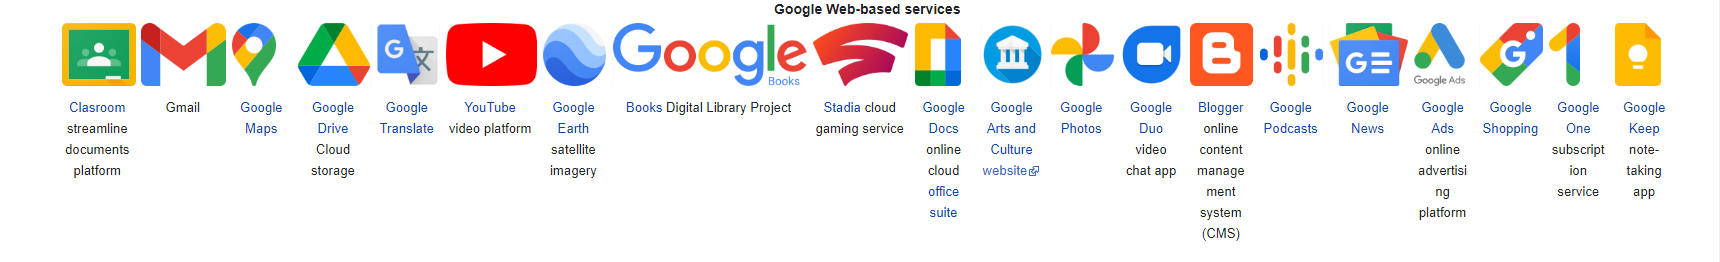 Google Web-based services
G
Google
Books
G
Google Ads
G
Clasroom
streamline
documents
platform
Gmail
Google
Maps
Google
Drive
Cloud
storage
Google
Translate
YouTube
video platform
Google
Earth
satellite
imagery
Books Digital Library Project
Stadia cloud
gaming service
Google
Docs
online
cloud
office
suite
Google
Arts and
Culture
website
Google
Photos
Google
Duo
video
chat app
Blogger
online
content
manage
ment
system
(CMS)
Google
Podcasts
Google
News
Google
Ads
online
advertisi
ng
platform
Google
Shopping
Google
One
subscript
ion
service
Google
Keep
note-
taking
app